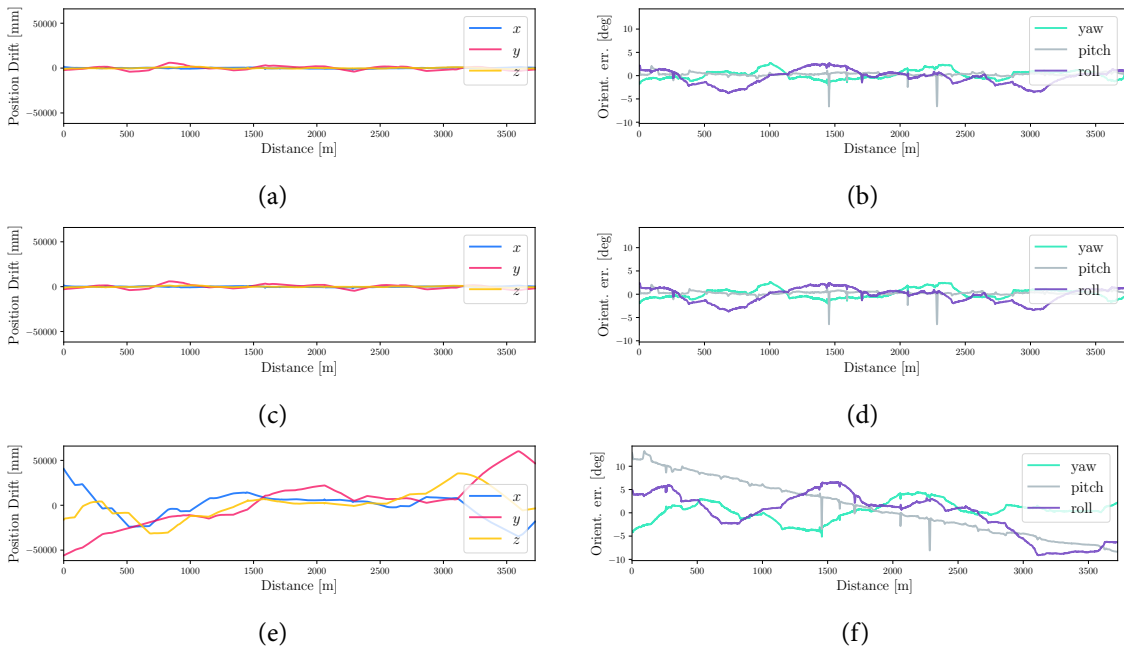 Position Drift [mm]
50000
0
−50000
x
y
z
0 500 1000 1500 2000 2500 3000 3500
Distance [m]
(a)
Orient. err. [deg]
10
5
0
−5
−10
yaw
pitch
roll
0 500 1000 1500 2000 2500 3000 3500
Distance [m]
(b)
Position Drift [mm]
50000
0
−50000
x
y
z
0 500 1000 1500 2000 2500 3000 3500
Distance [m]
(c)
Orient. err. [deg]
10
5
0
−5
−10
yaw
pitch
roll
0 500 1000 1500 2000 2500 3000 3500
Distance [m]
(d)
Position Drift [mm]
50000
0
−50000
x
y
z
0 500 1000 1500 2000 2500 3000 3500
Distance [m]
(e)
Orient. err. [deg]
10
5
0
−5
−10
yaw
pitch
roll
0 500 1000 1500 2000 2500 3000 3500
Distance [m]
(f)